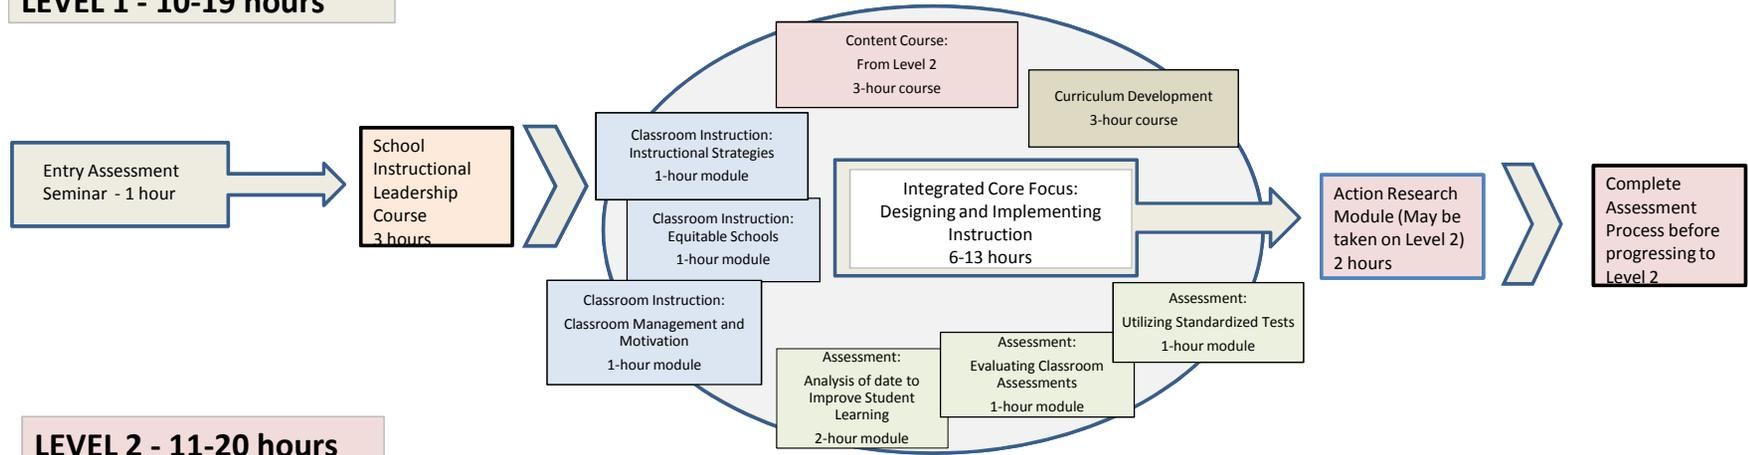 LEVEL 1 - 10-19 hours
Entry Assessment
Seminar - 1 hour
School
Instructional
Leadership
Course
3 hours
Content Course:
From Level 2
3-hour course
Curriculum Development
3-hour course
Classroom Instruction:
Instructional Strategies
1-hour module
Classroom Instruction:
Equitable Schools
1-hour module
Classroom Instruction:
Classroom Management and
Motivation
1-hour module
Integrated Core Focus:
Designing and Implementing
Instruction
6-13 hours
Assessment:
Analysis of date to
Improve Student
Learning
2-hour module
Assessment:
Evaluating Classroom
Assessments
1-hour module
Assessment:
Utilizing Standardized Tests
1-hour module
Action Research
Module (May be
taken on Level 2)
2 hours
Complete
Assessment
Process before
progressing to
Level 2
LEVEL 2 - 11-20 hours